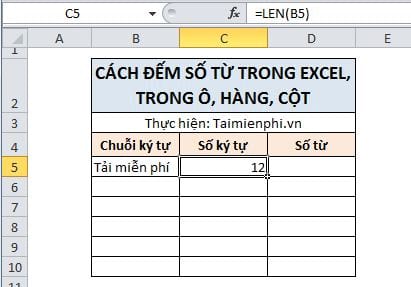 C5 fx =LEN(B5)
A B C D E
1
2 CÁCH ĐẾM SỐ TỪ TRONG EXCEL,
TRONG Ô, HÀNG, CỘT
3 Thực hiện: Taimienphi.vn
4 Chuỗi ký tự Số ký tự Số từ
5 Tải miễn phí 12
6
7
8
9
10
11